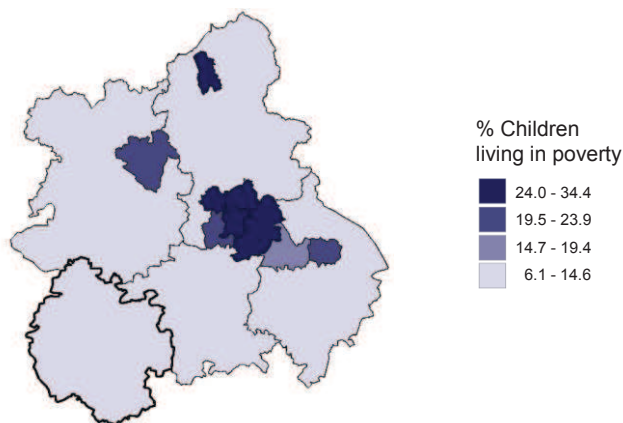 % Children
living in poverty
24.0 - 34.4
19.5 - 23.9
14.7 - 19.4
6.1 - 14.6